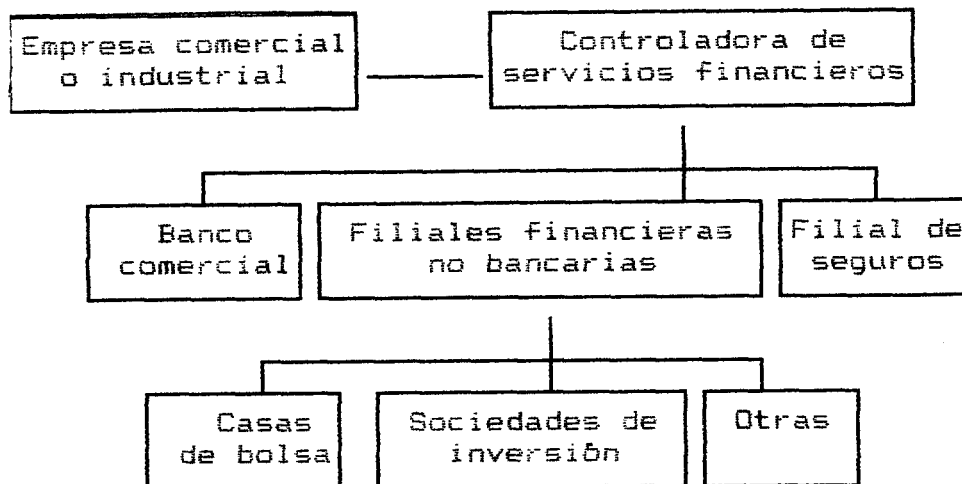 Empresa comercial
o industrial
Controladora de
servicios financieros
Banco
comercial
Filiales financieras
no bancarias
Filial de
seguros
Casas
de bolsa
Sociedades de
inversión
Otras